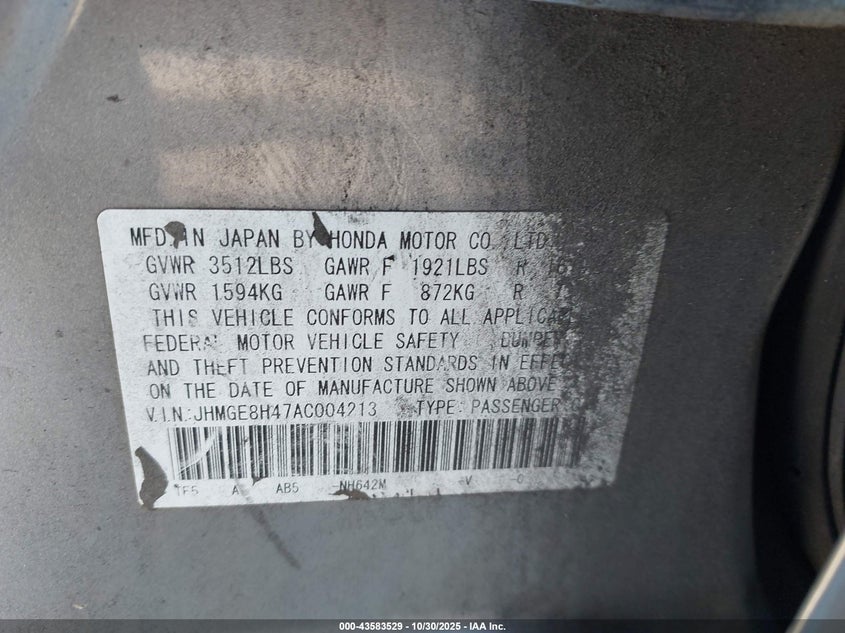 MFD. IN JAPAN BY HONDA MOTOR CO. LTD
GVWR 3512LBS GAWR F 1921LBS R
GVWR 1594KG GAWR F 872KG R
THIS VEHICLE CONFORMS TO ALL
FEDERAL MOTOR VEHICLE SAFETY BUMPER
AND THEFT PREVENTION STANDARDS IN
ON THE DATE OF MANUFACTURE SHOWN ABOVE
V.I.N.:JHMGE8H47AC004213 TYPE: PASSENGER
AB5 -NH642M -V -0
000-43583529 - 10/30/2025 - IAA Inc.